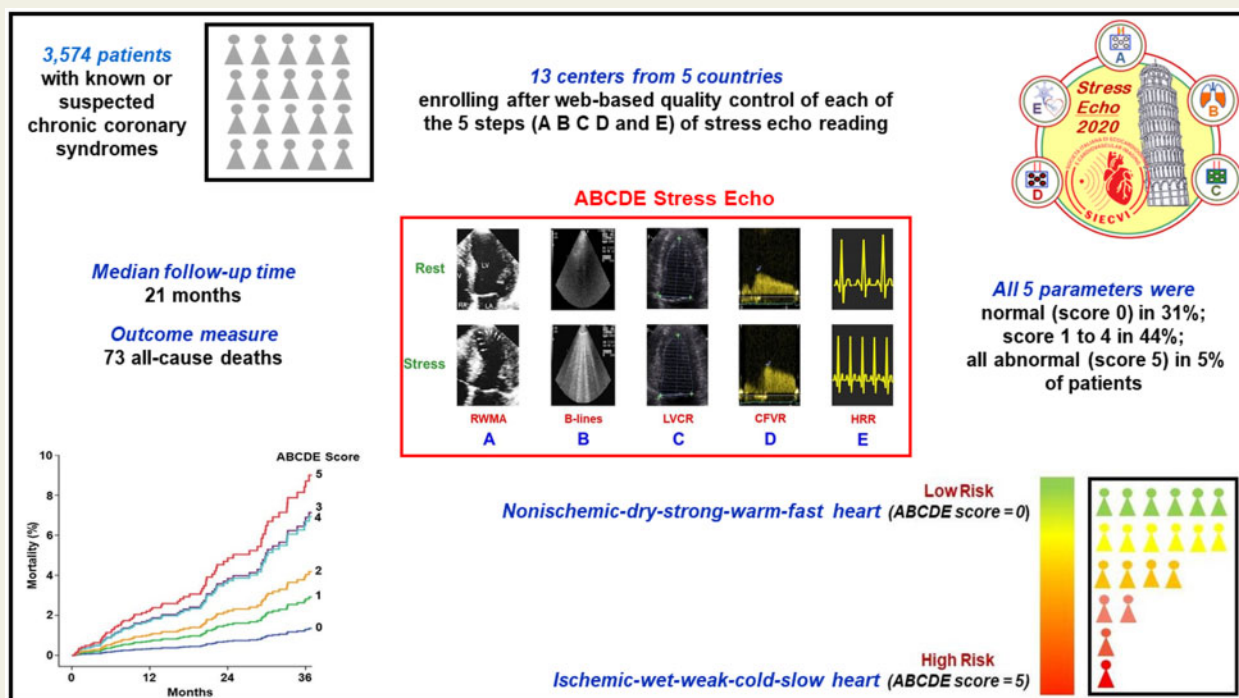 3,574 patients
with known or
suspected
chronic coronary
syndromes
13 centers from 5 countries
enrolling after web-based quality control of each of
the 5 steps (A B C D and E) of stress echo reading
A
B
C
D
E
Stress
Echo
2020
SIECVI
Median follow-up time
21 months
Outcome measure
73 all-cause deaths
ABCDE Stress Echo
Rest
LV
LA
Stress
RWMA B-lines LVCR CFVR HRR
A B C D E
All 5 parameters were
normal (score 0) in 31%;
score 1 to 4 in 44%;
all abnormal (score 5) in 5%
of patients
ABCDE Score
Mortality (%)
10
8
6
4
2
0
5
3
4
2
1
0
0 12 24 36
Months
Low Risk
Nonischemic-dry-strong-warm-fast heart (ABCDE score = 0)
High Risk
Ischemic-wet-weak-cold-slow heart (ABCDE score = 5)